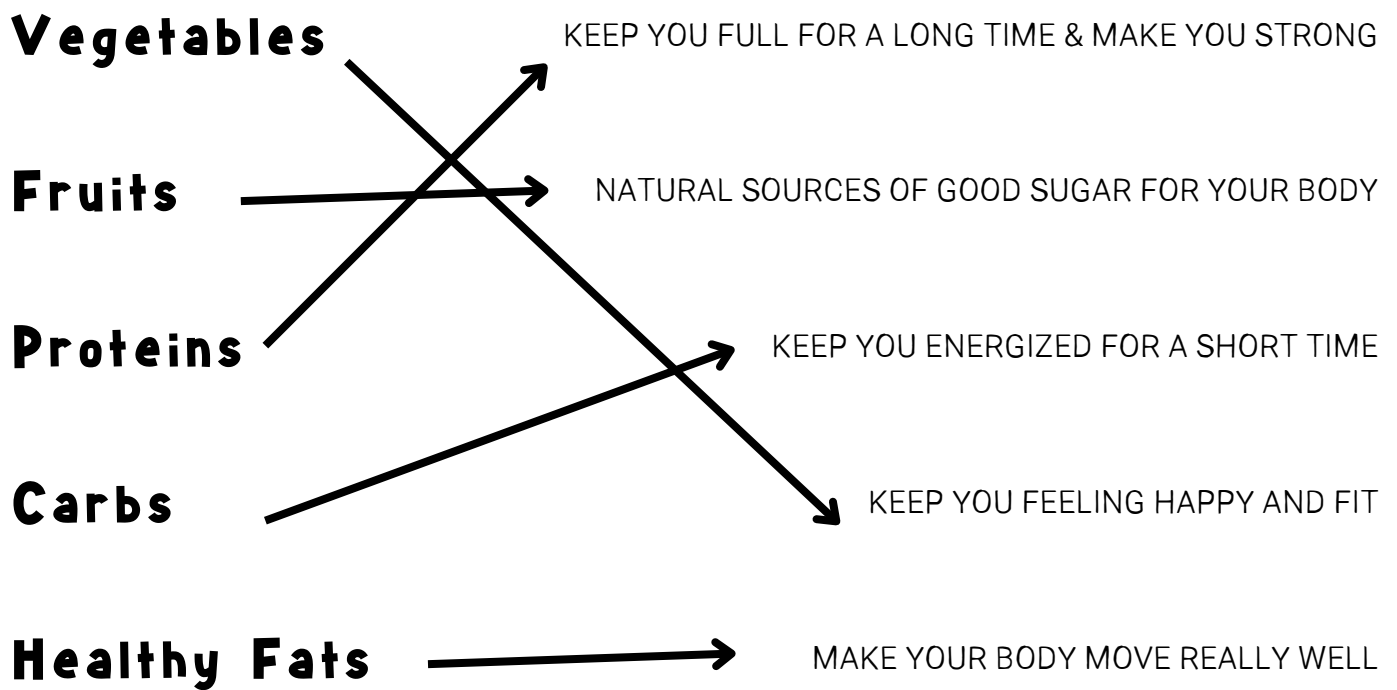 Vegetables KEEP YOU FULL FOR A LONG TIME & MAKE YOU STRONG
Fruits NATURAL SOURCES OF GOOD SUGAR FOR YOUR BODY
Proteins KEEP YOU ENERGIZED FOR A SHORT TIME
Carbs KEEP YOU FEELING HAPPY AND FIT
Healthy Fats MAKE YOUR BODY MOVE REALLY WELL